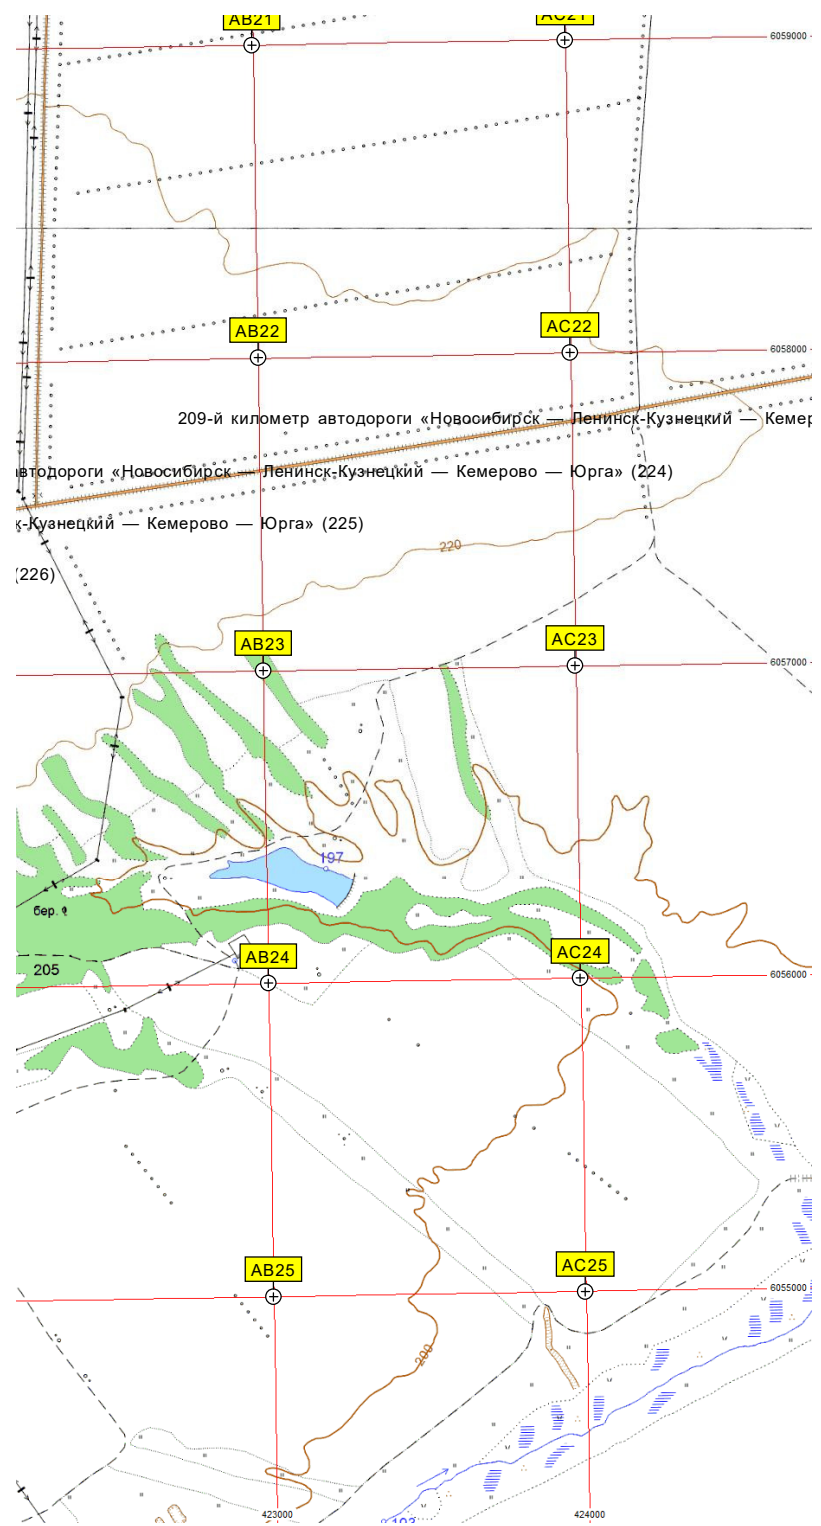 AB21
AC21
6059000
AB22
AC22
6058000
209-й километр автодороги «Новосибирск — Ленинск-Кузнецкий — Кемер
автодороги «Новосибирск — Ленинск-Кузнецкий — Кемерово — Юрга» (224)
к-Кузнецкий — Кемерово — Юрга» (225)
220
(226)
AB23
AC23
6057000
197
бер.
AB24
AC24
205
6056000
AB25
AC25
6055000
200
423000
424000
193